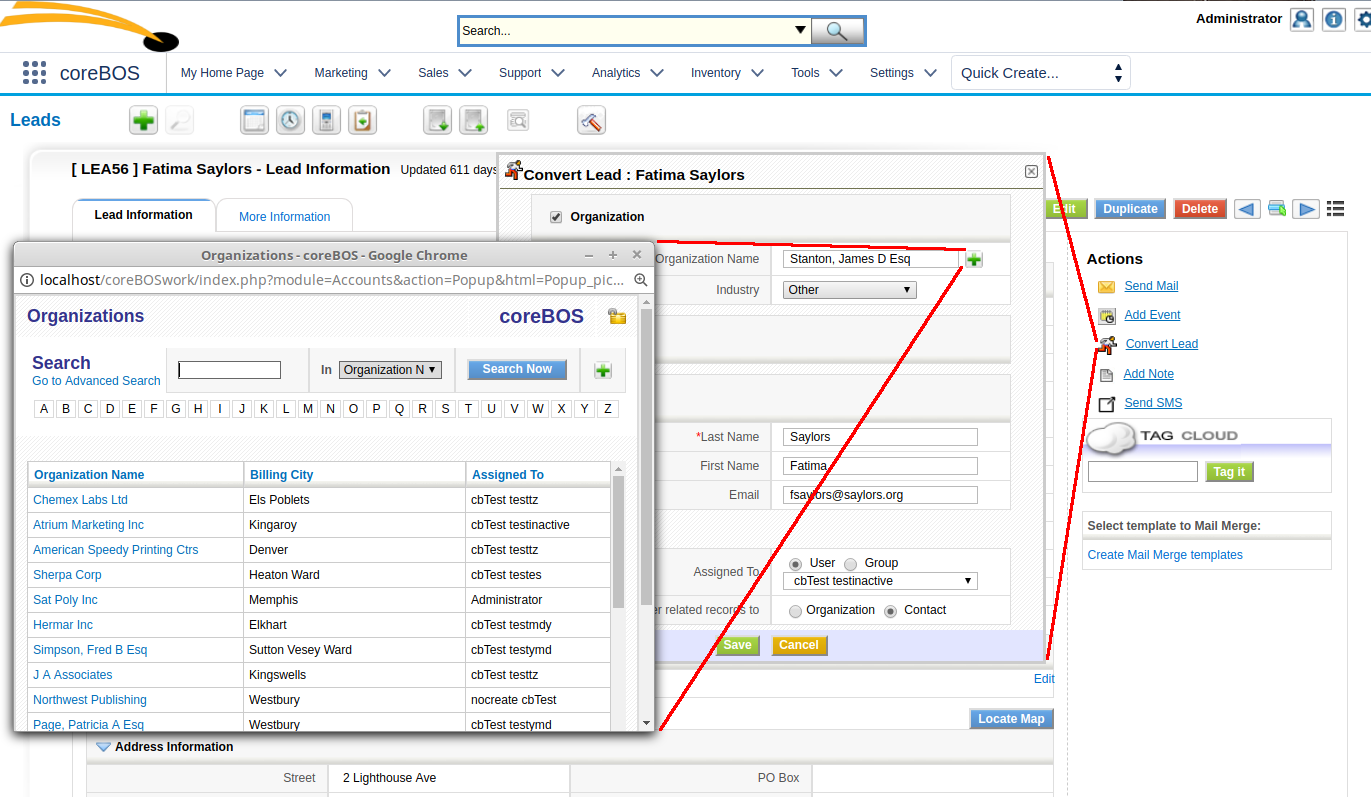 Administrator
Search...
coreBOS
My Home Page
Marketing
Sales
Support
Analytics
Inventory
Tools
Settings
Quick Create...
Leads
[ LEA56 ] Fatima Saylors - Lead Information Updated 611 days
Lead Information
More Information
Edit
Duplicate
Delete
Convert Lead : Fatima Saylors
Organization
Organization Name
Stanton, James D Esq
Industry
Other
*Last Name
Saylors
First Name
Fatima
Email
fsaylors@saylors.org
Assigned To
User
Group
cbTest testinactive
er related records to
Organization
Contact
Save
Cancel
Organizations - coreBOS - Google Chrome
localhost/coreBOSwork/index.php?module=Accounts&action=Popup&html=Popup_pic...
Organizations
coreBOS
Search
Go to Advanced Search
In
Organization N
Search Now
A B C D E F G H I J K L M N O P Q R S T U V W X Y Z
Organization Name Billing City Assigned To
Chemex Labs Ltd Els Poblets cbTest testtz
Atrium Marketing Inc Kingaroy cbTest testinactive
American Speedy Printing Ctrs Denver cbTest testtz
Sherpa Corp Heaton Ward cbTest testes
Sat Poly Inc Memphis Administrator
Hermar Inc Elkhart cbTest testmdy
Simpson, Fred B Esq Sutton Vesey Ward cbTest testymd
J A Associates Kingswells cbTest testtz
Northwest Publishing Westbury nocreate cbTest
Page, Patricia A Esq Westbury cbTest testymd
Actions
Send Mail
Add Event
Convert Lead
Add Note
Send SMS
TAG CLOUD
Tag it
Select template to Mail Merge:
Create Mail Merge templates
Edit
Locate Map
Address Information
Street
2 Lighthouse Ave
PO Box